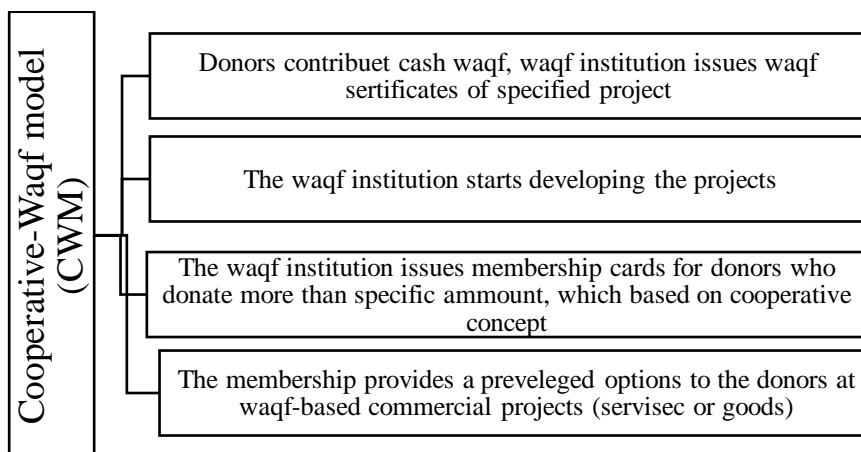 Cooperative-Waqf model
(CWM)
Donors contribuet cash waqf, waqf institution issues waqf
sertificates of specified project
The waqf institution starts developing the projects
The waqf institution issues membership cards for donors who
donate more than specific ammount, which based on cooperative
concept
The membership provides a preveleged options to the donors at
waqf-based commercial projects (servisec or goods)